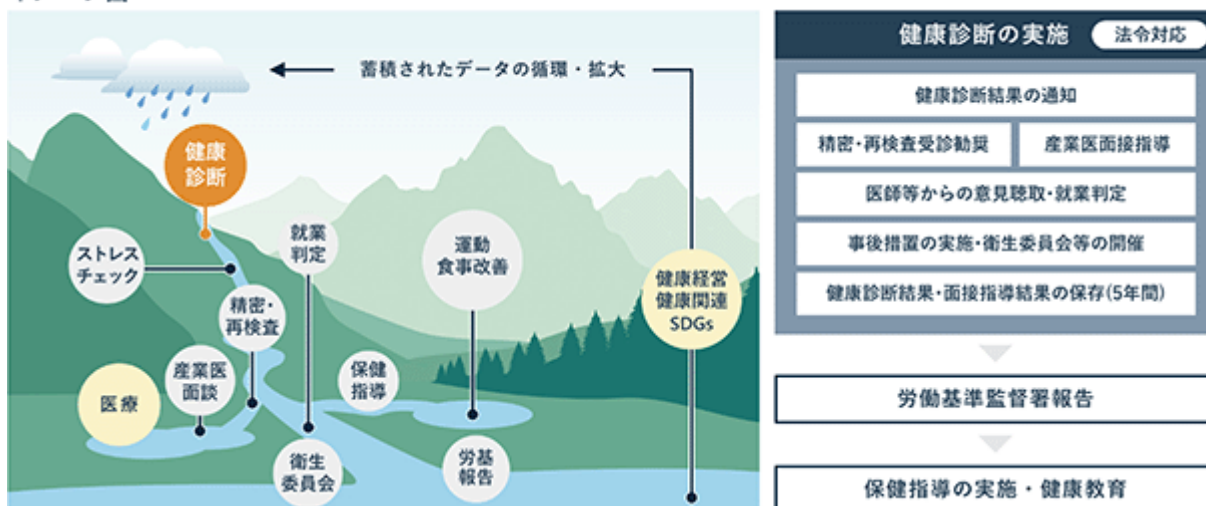 蓄積されたデータの循環・拡大
健康
診断
ストレス
チェック
就業
判定
運動
食事改善
健康経営
健康関連
SDGs
精密・
再検査
産業医
面談
保健
指導
医療
衛生
委員会
労基
報告
健康診断の実施
法令対応
健康診断結果の通知
精密・再検査受診勧奨
産業医面接指導
医師等からの意見聴取・就業判定
事後措置の実施・衛生委員会等の開催
健康診断結果・面接指導結果の保存(5年間)
労働基準監督署報告
保健指導の実施・健康教育